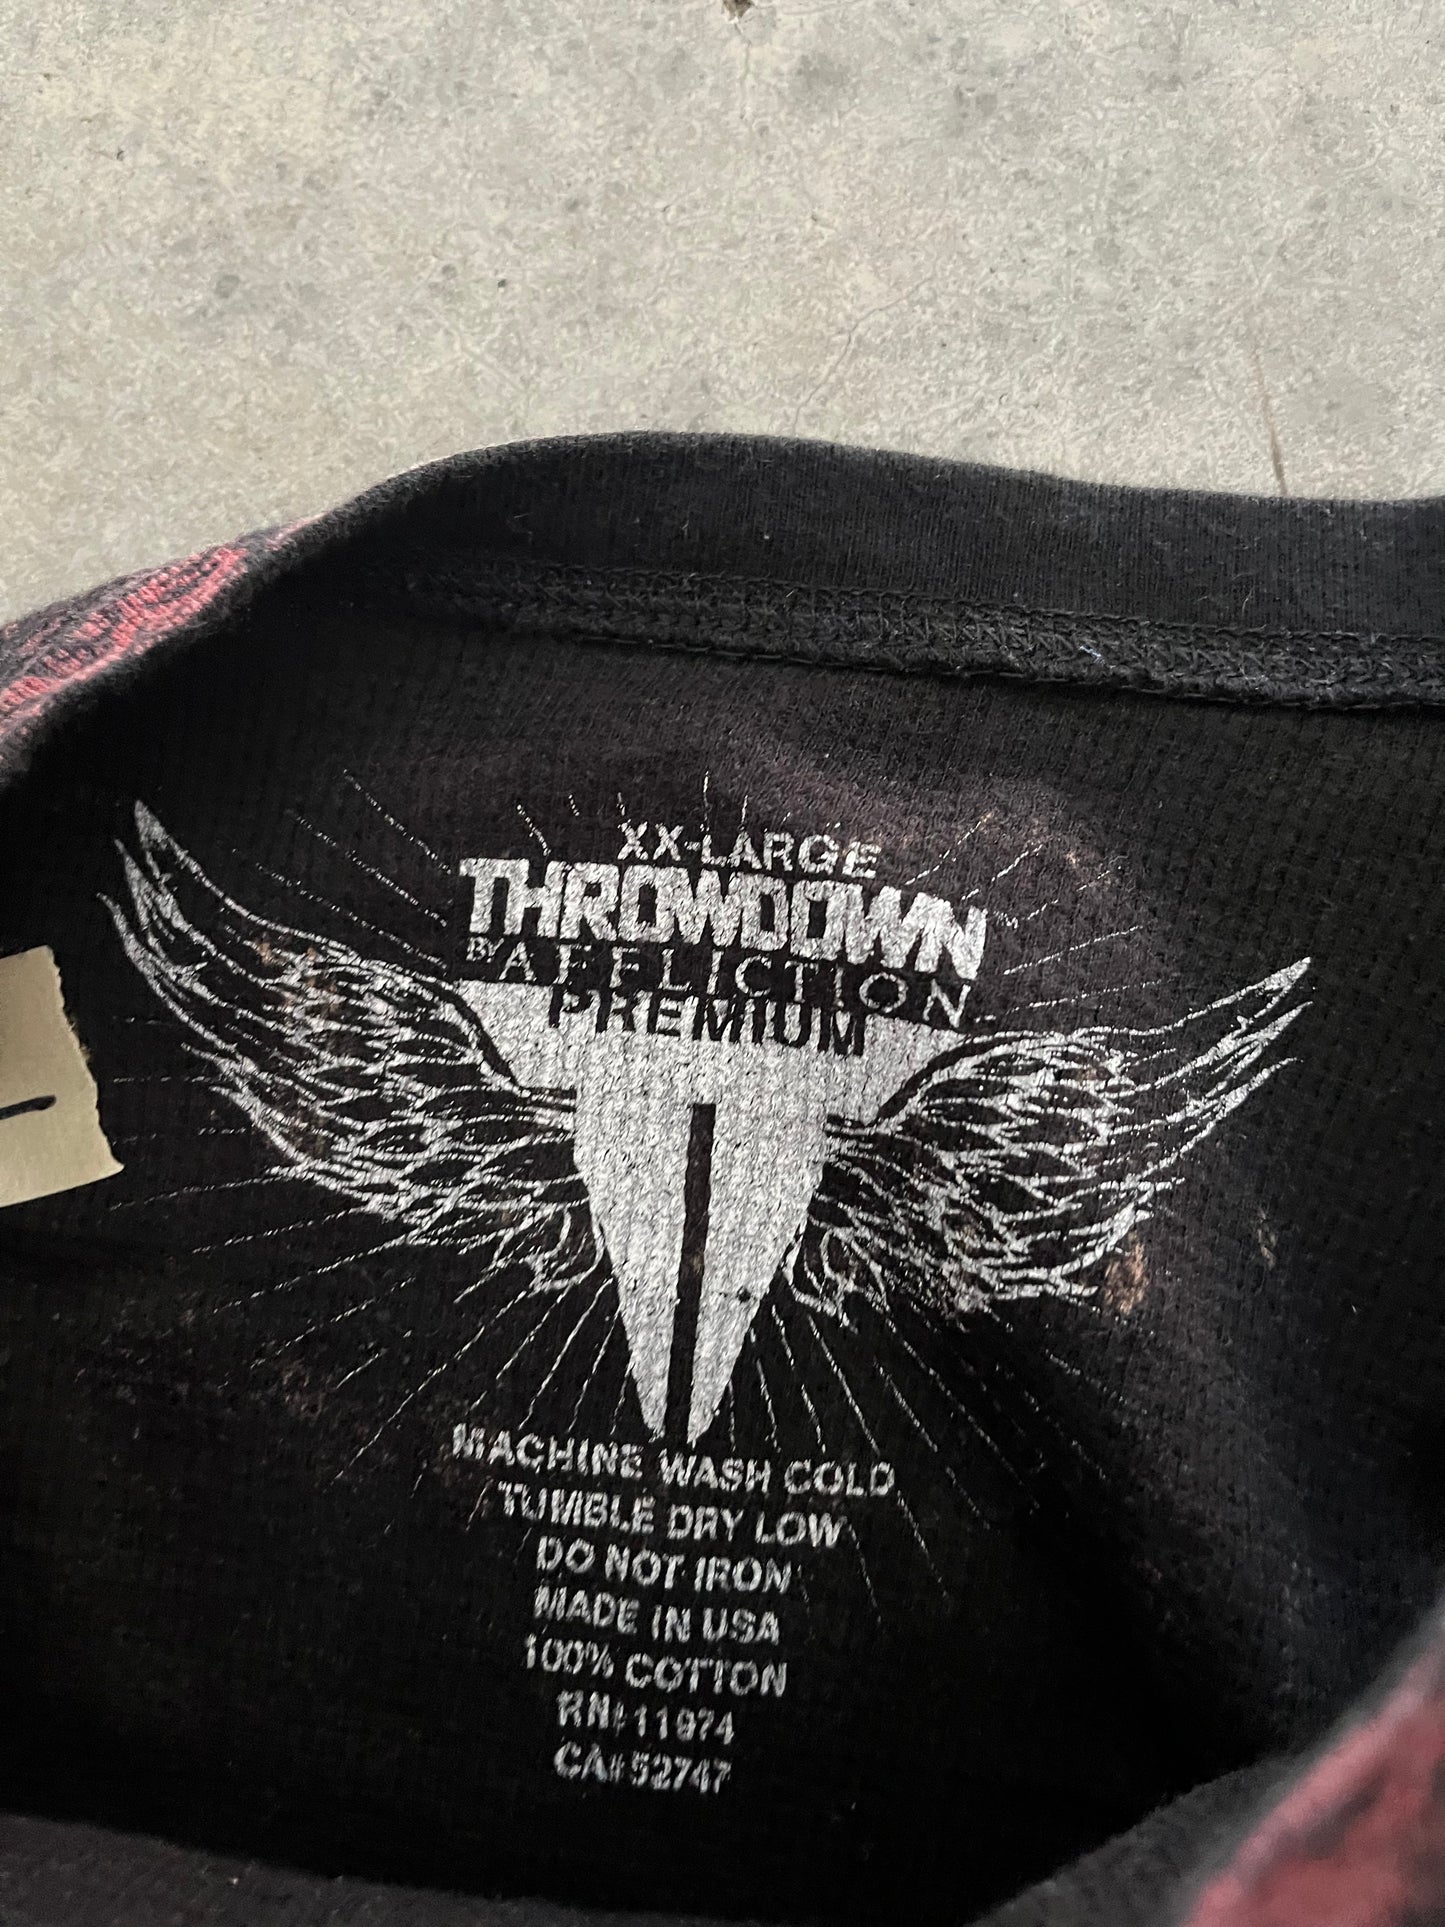 XX-LARGE
THROWDOWN
BY AFFLICTION
PREMIUM
MACHINE WASH COLD
TUMBLE DRY LOW
DO NOT IRON
MADE IN USA
100% COTTON
RN#11974
CA#52747